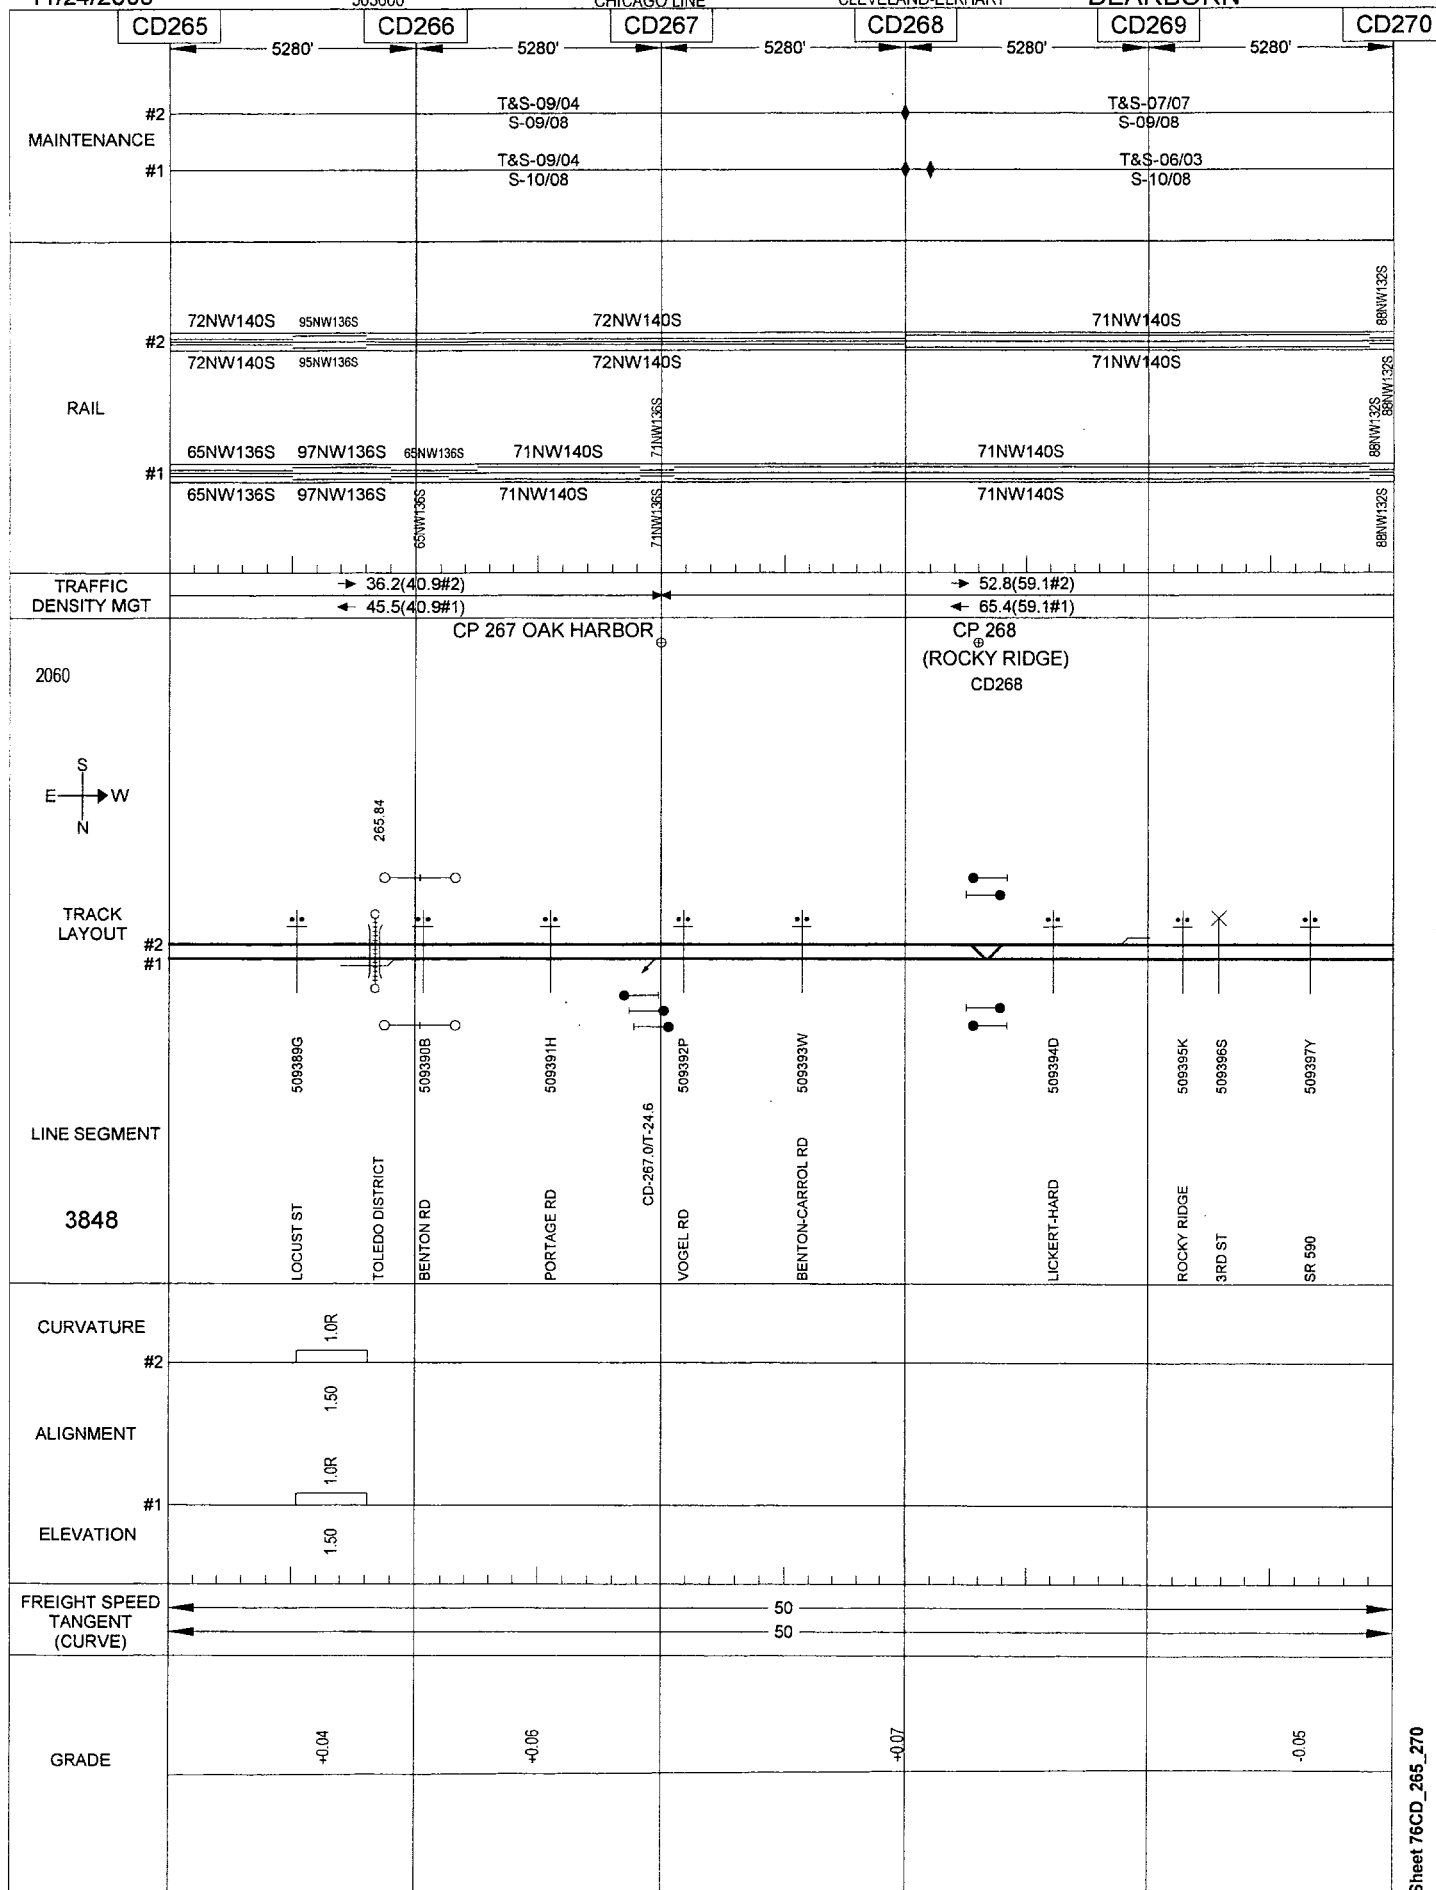 CHICAGO LINE
CLEVELAND-ELKHART
DEARBORN
CD265 CD266 CD267 CD268 CD269 CD270
5280' 5280' 5280' 5280' 5280'
MAINTENANCE
#2 T&S-09/04 T&S-07/07
S-09/08 S-09/08
#1 T&S-09/04 T&S-06/03
S-10/08 S-10/08
RAIL
88NW132S
72NW140S 95NW136S 72NW140S 71NW140S
#2
72NW140S 95NW136S 72NW140S 71NW140S
88NW132S
71NW136S
88NW132S
65NW136S 97NW136S 65NW136S 71NW140S 71NW140S
#1
65NW136S 97NW136S 71NW140S 71NW140S
65NW136S
71NW136S
88NW132S
TRAFFIC
DENSITY MGT
36.2(40.9#2) 52.8(59.1#2)
45.5(40.9#1) 65.4(59.1#1)
CP 267 OAK HARBOR
CP 268
(ROCKY RIDGE)
CD268
2060
S
E W
N
265.84
TRACK
LAYOUT
#2
#1
509389G
509390B
509391H
509392P
509393W
509394D
509395K
509396S
509397Y
LINE SEGMENT
3848
LOCUST ST
TOLEDO DISTRICT
BENTON RD
PORTAGE RD
CD-267.0/T-24.6
VOGEL RD
BENTON-CARROL RD
LICKERT-HARD
ROCKY RIDGE
3RD ST
SR 590
CURVATURE
1.0R
#2
1.50
ALIGNMENT
1.0R
#1
ELEVATION
1.50
FREIGHT SPEED
TANGENT
(CURVE)
50
50
GRADE
+0.04
+0.06
+0.07
-0.05
Sheet 76CD_265_270